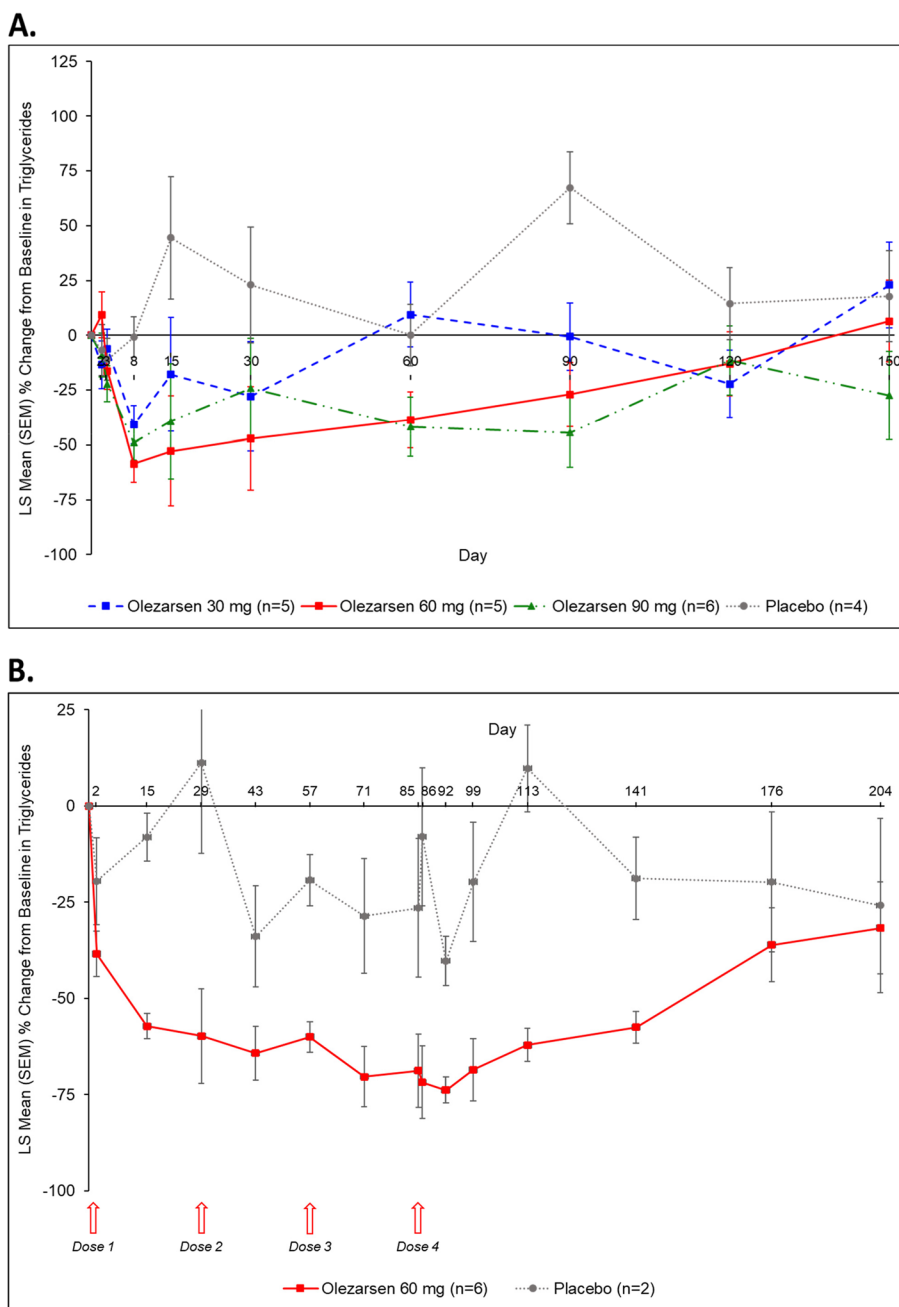 A.
LS Mean (SEM) % Change from Baseline in Triglycerides
125
100
75
50
25
0
-25
-50
-75
-100
2 3 8 15 30 60 90 120 150
Day
Olezarsen 30 mg (n=5) Olezarsen 60 mg (n=5) Olezarsen 90 mg (n=6) Placebo (n=4)
B.
LS Mean (SEM) % Change from Baseline in Triglycerides
25
Day
0
2 15 29 43 57 71 85 86 92 99 113 141 176 204
-25
-50
-75
-100
Dose 1 Dose 2 Dose 3 Dose 4
Olezarsen 60 mg (n=6) Placebo (n=2)